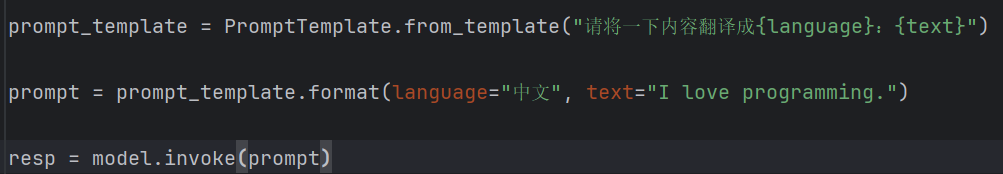 prompt_template = PromptTemplate.from_template("请将一下内容翻译成{language}：{text}")
prompt = prompt_template.format(language="中文", text="I love programming.")
resp = model.invoke(prompt)